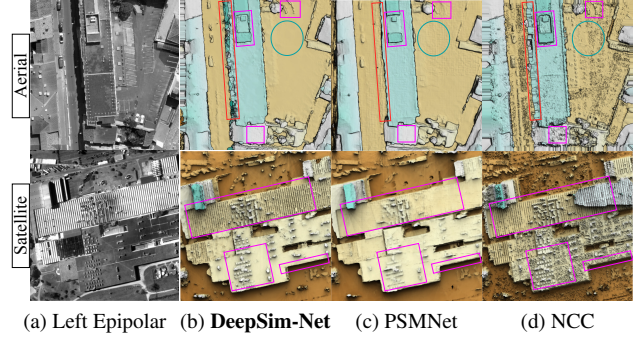 Aerial
Satellite
(a) Left Epipolar (b) DeepSim-Net (c) PSMNet (d) NCC